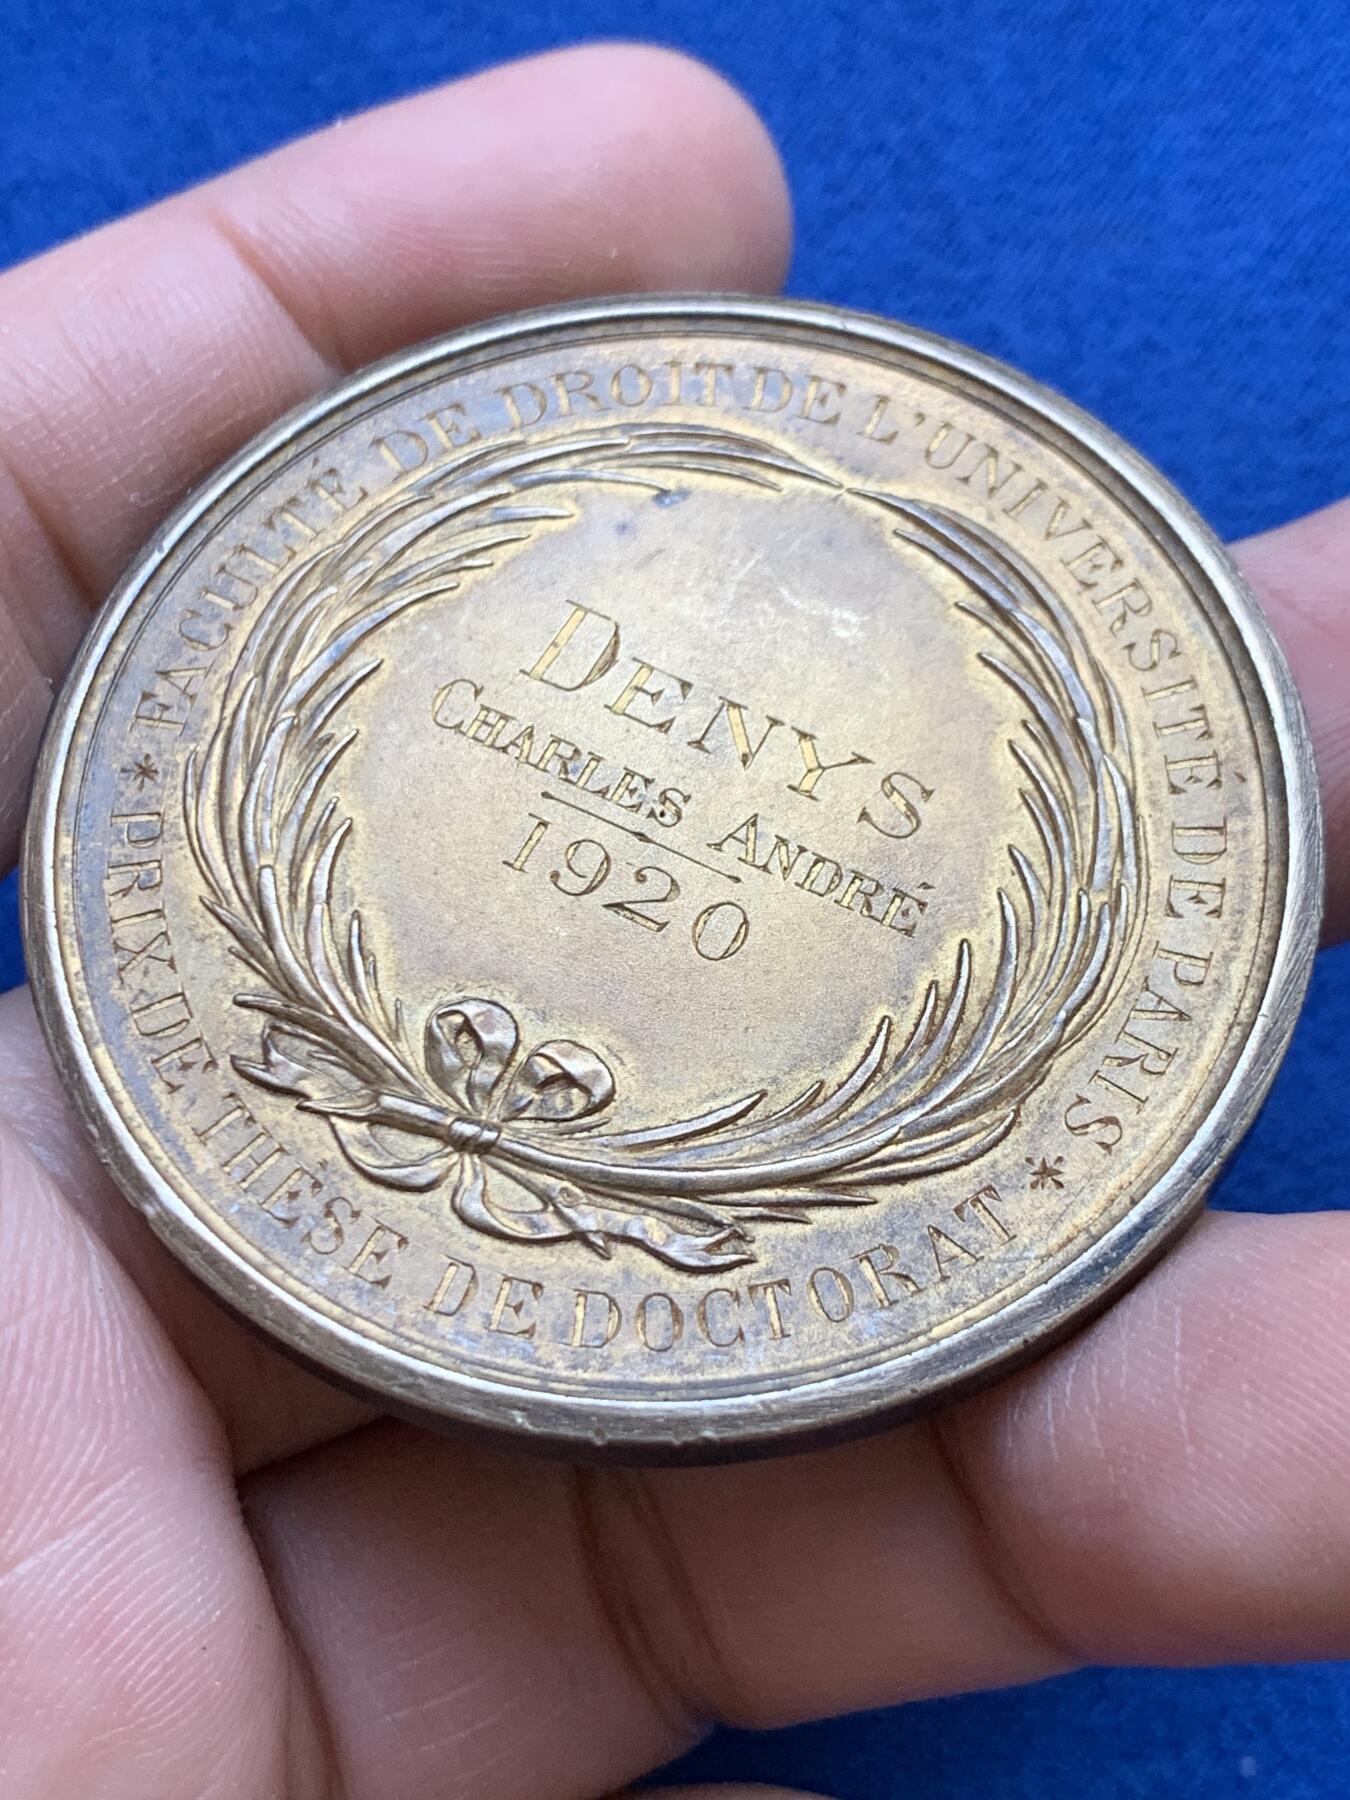 FACULTÉ DE DROIT DE L'UNIVERSITÉ DE PARIS
DENYS
CHARLES ANDRÉ
1920
* PRIX DE THÈSE DE DOCTORAT *